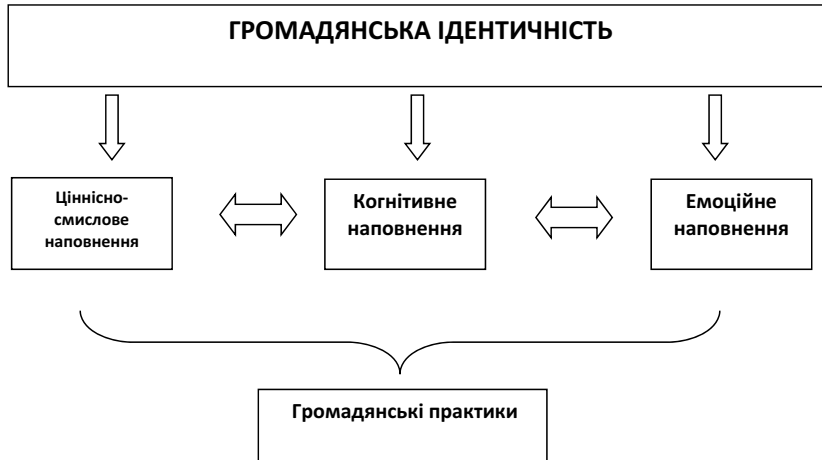 ГРОМАДЯНСЬКА ІДЕНТИЧНІСТЬ
Ціннісно-
смислове
наповнення
Когнітивне
наповнення
Емоційне
наповнення
Громадянські практики